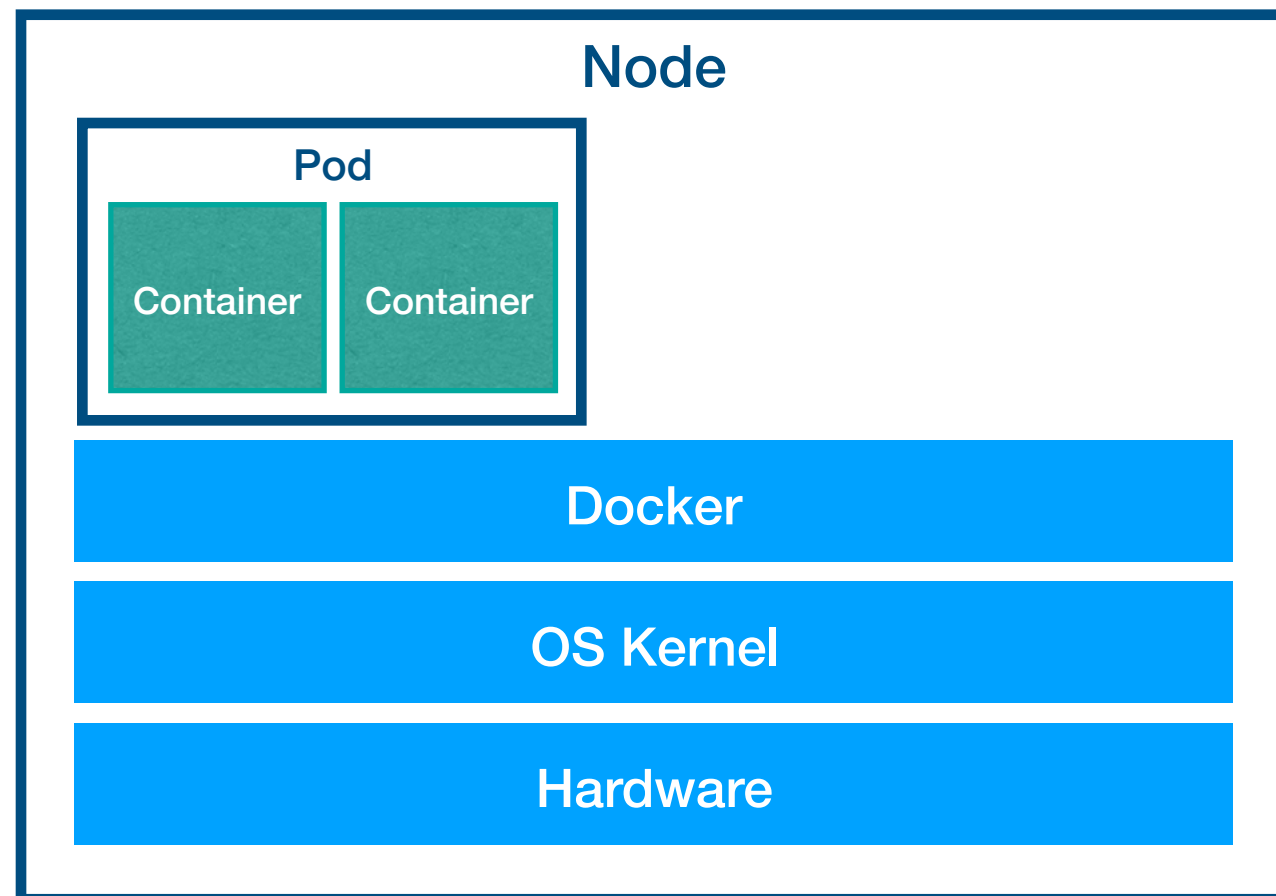 Node
Pod
Container
Container
Docker
OS Kernel
Hardware